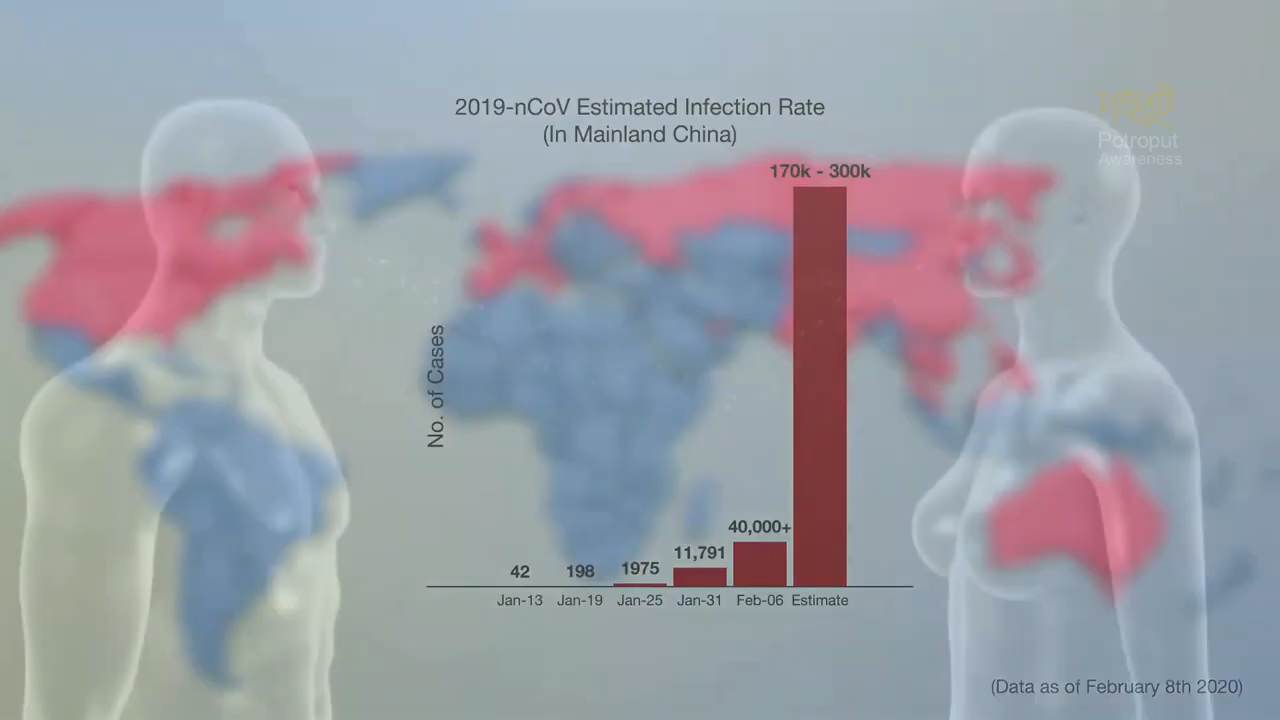 2019-nCoV Estimated Infection Rate
(In Mainland China)
Potroput
Awareness
170k - 300k
No. of Cases
40,000+
11,791
1975
198
42
Jan-13 Jan-19 Jan-25 Jan-31 Feb-06 Estimate
(Data as of February 8th 2020)